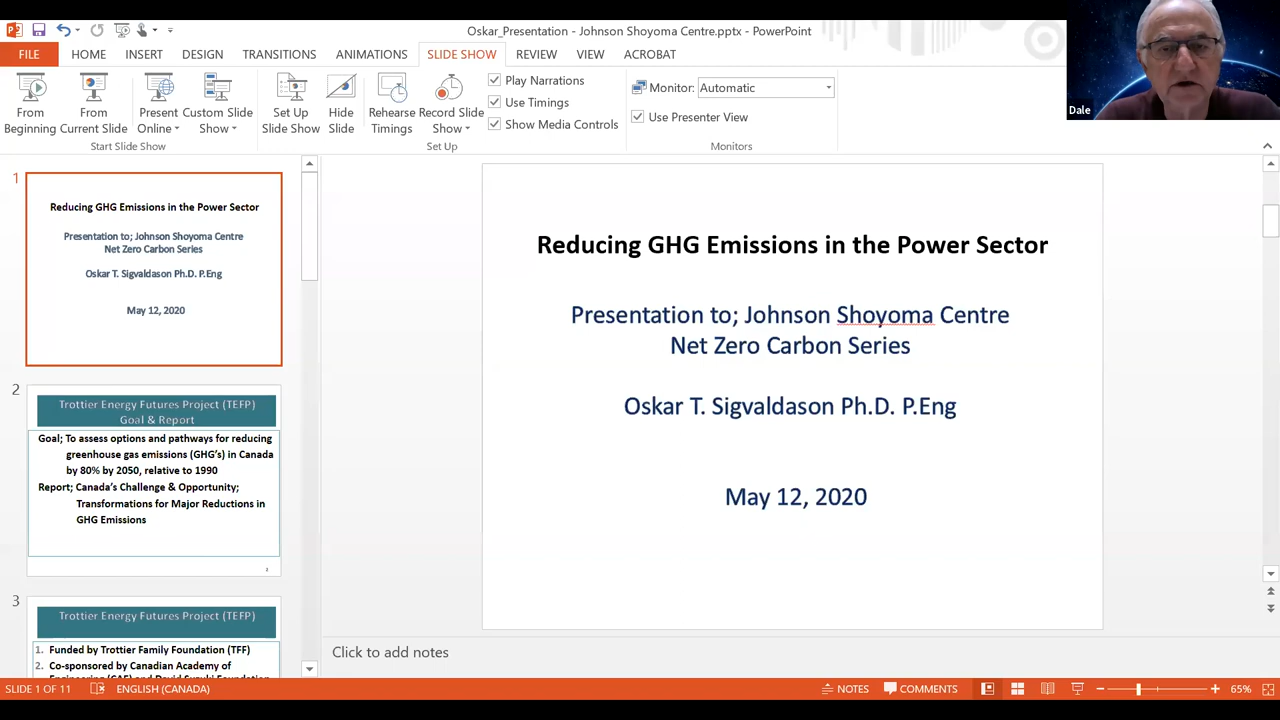 Oskar_Presentation - Johnson Shoyoma Centre.pptx - PowerPoint
FILE HOME INSERT DESIGN TRANSITIONS ANIMATIONS SLIDE SHOW REVIEW VIEW ACROBAT
From Beginning
From Current Slide
Present Online
Custom Slide Show
Start Slide Show
Set Up Slide Show
Hide Slide
Rehearse Timings
Record Slide Show
Play Narrations
Use Timings
Show Media Controls
Set Up
Monitor: Automatic
Use Presenter View
Monitors
Dale
1
Reducing GHG Emissions in the Power Sector
Presentation to; Johnson Shoyoma Centre
Net Zero Carbon Series
Oskar T. Sigvaldason Ph.D. P.Eng
May 12, 2020
2
Trottier Energy Futures Project (TEFP)
Goal & Report
Goal; To assess options and pathways for reducing
greenhouse gas emissions (GHG's) in Canada
by 80% by 2050, relative to 1990
Report; Canada's Challenge & Opportunity;
Transformations for Major Reductions in
GHG Emissions
3
Trottier Energy Futures Project (TEFP)
1. Funded by Trottier Family Foundation (TFF)
2. Co-sponsored by Canadian Academy of
Engineering (CAE) and David Suzuki Foundation
Reducing GHG Emissions in the Power Sector
Presentation to; Johnson Shoyoma Centre
Net Zero Carbon Series
Oskar T. Sigvaldason Ph.D. P.Eng
May 12, 2020
Click to add notes
SLIDE 1 OF 11 ENGLISH (CANADA) NOTES COMMENTS 65%